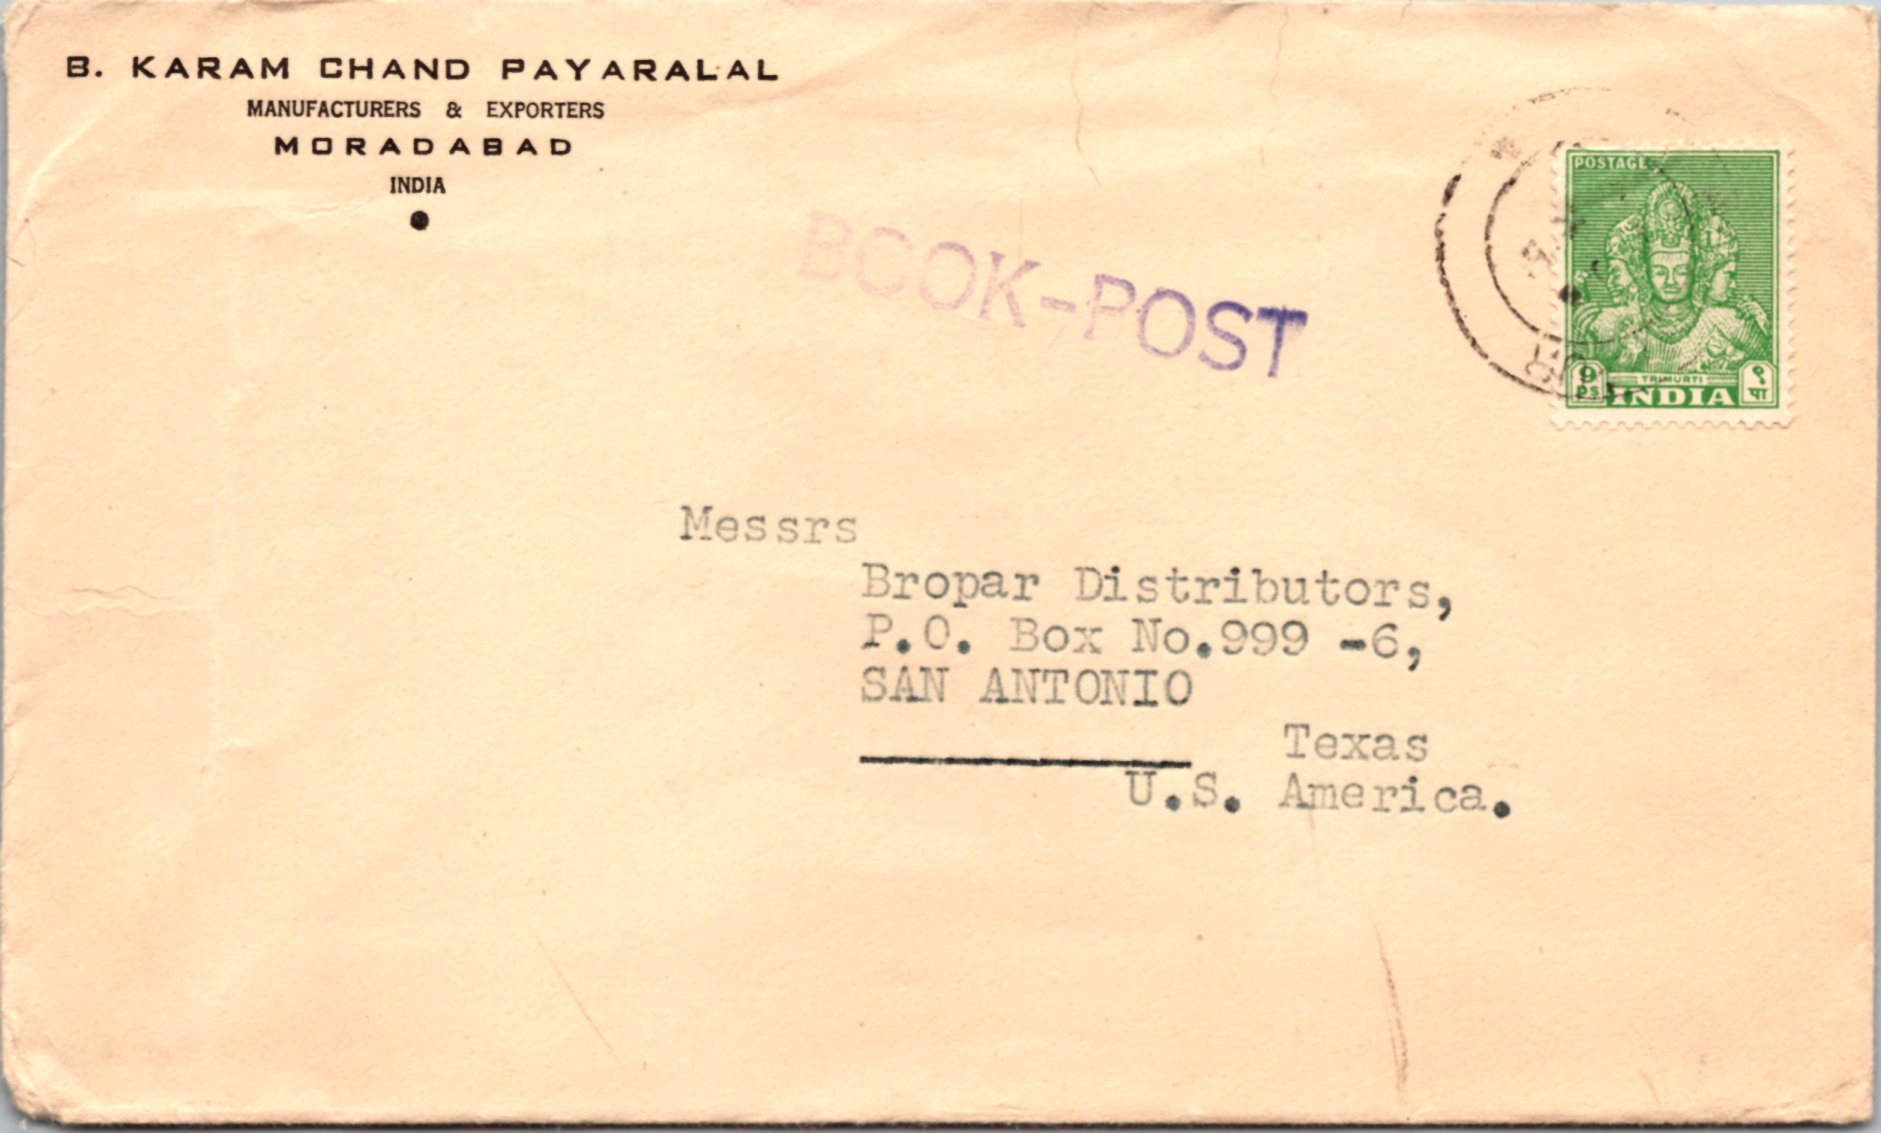 B. KARAM CHAND PAYARALAL
MANUFACTURERS & EXPORTERS
MORADABAD
INDIA
BOOK-POST
POSTAGE
9 PS
TRIMURTI
INDIA
९ पा
Messrs
Bropar Distributors,
P.O. Box No.999 -6,
SAN ANTONIO
Texas
U.S. America.